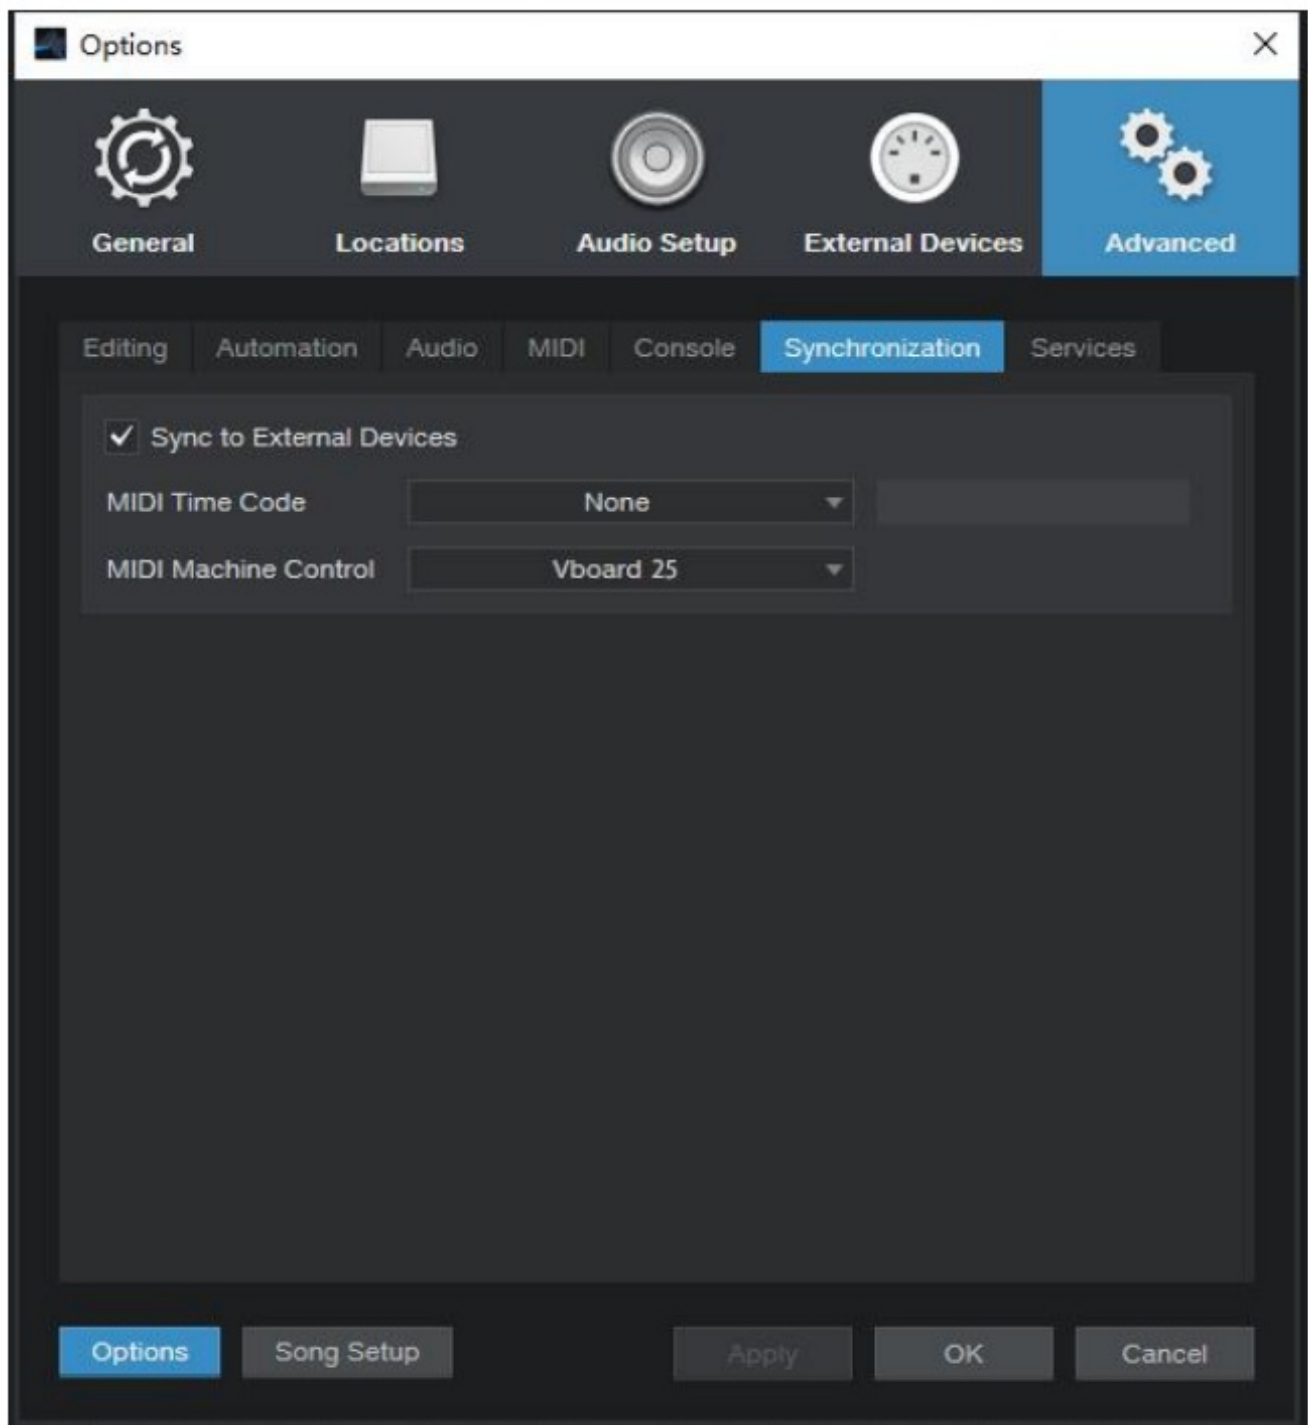 Options
General Locations Audio Setup External Devices Advanced
Editing Automation Audio MIDI Console Synchronization Services
Sync to External Devices
MIDI Time Code None
MIDI Machine Control Vboard 25
Options Song Setup Apply OK Cancel